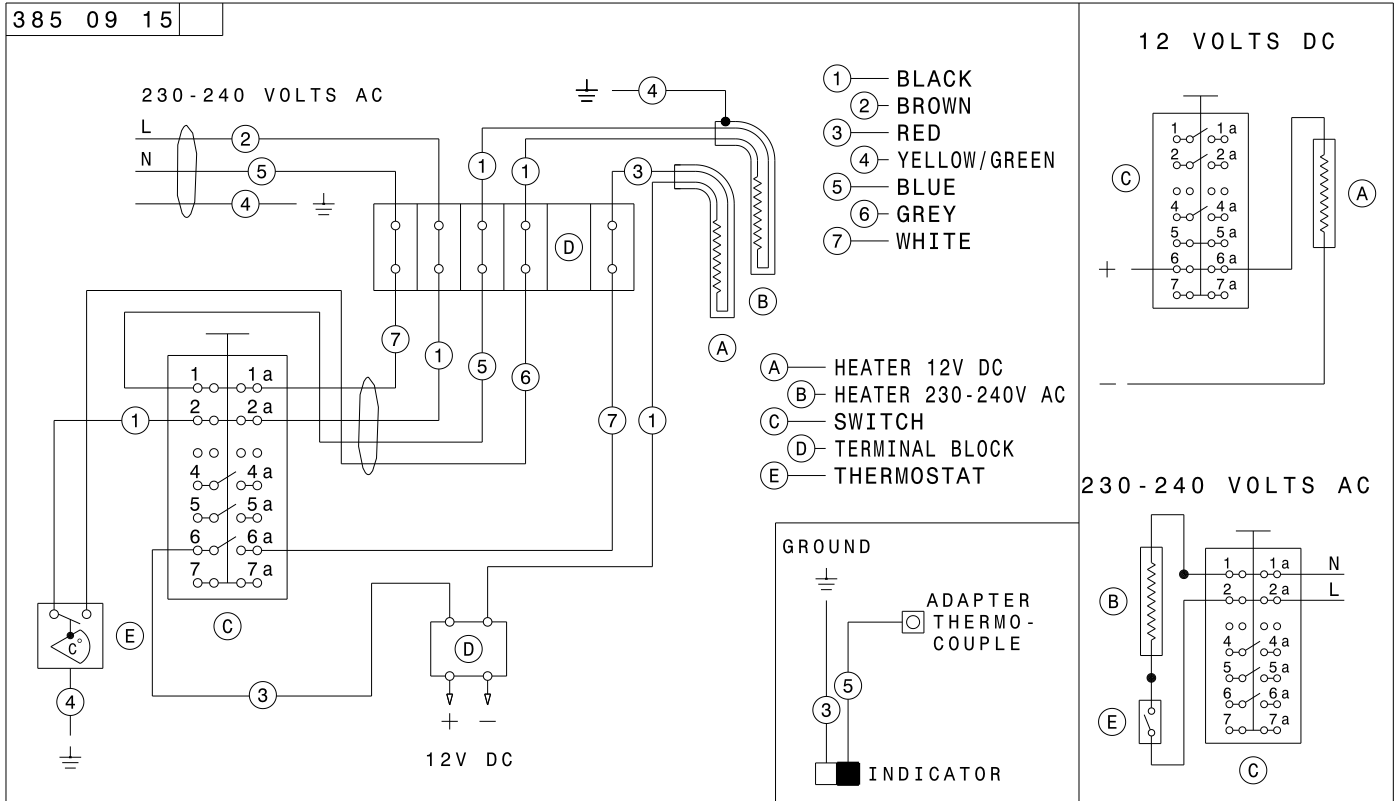 385 09 15
230-240 VOLTS AC
L
2
N
5
4
4
1
1
3
D
B
A
1 BLACK
2 BROWN
3 RED
4 YELLOW/GREEN
5 BLUE
6 GREY
7 WHITE
7
1
5
6
7
1
1
1 1a
2 2a
4 4a
5 5a
6 6a
7 7a
C
C°
E
4
3
D
+ −
12V DC
A HEATER 12V DC
B HEATER 230-240V AC
C SWITCH
D TERMINAL BLOCK
E THERMOSTAT
GROUND
ADAPTER
THERMO-
COUPLE
5
3
INDICATOR
12 VOLTS DC
1 1a
2 2a
4 4a
5 5a
6 6a
7 7a
C
A
+
−
230-240 VOLTS AC
1 1a N
2 2a L
4 4a
5 5a
6 6a
7 7a
B
E
C